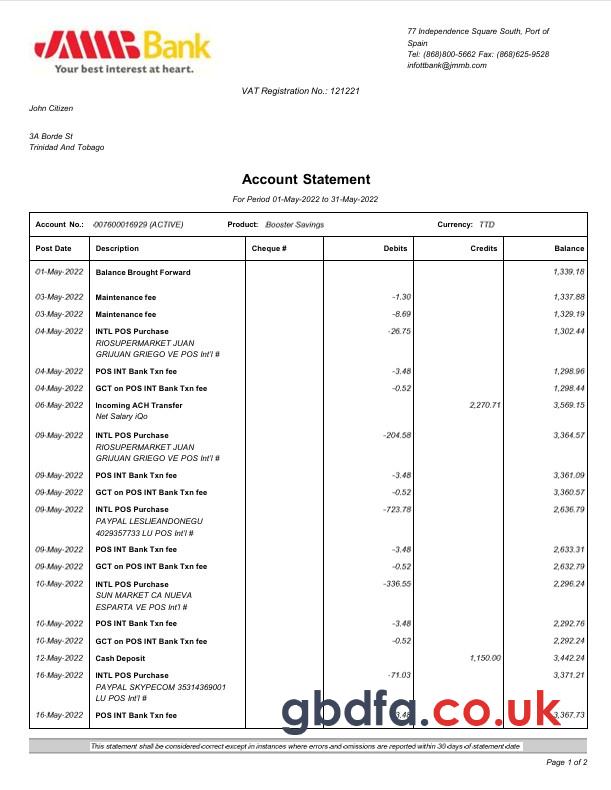 JMMB Bank
Your best interest at heart.
77 Independence Square South, Port of
Spain
Tel: (868)800-5662 Fax: (868)625-9528
infottbank@jmmb.com
VAT Registration No.: 121221
John Citizen
3A Borde St
Trinidad And Tobago
Account Statement
For Period 01-May-2022 to 31-May-2022
Account No.: 007600016929 (ACTIVE) Product: Booster Savings Currency: TTD
Post Date Description Cheque # Debits Credits Balance
01-May-2022 Balance Brought Forward 1,339.18
03-May-2022 Maintenance fee -1.30 1,337.88
03-May-2022 Maintenance fee -8.69 1,329.19
04-May-2022 INTL POS Purchase -26.75 1,302.44
RIOSUPERMARKET JUAN
GRIJUAN GRIEGO VE POS Int'l #
04-May-2022 POS INT Bank Txn fee -3.48 1,298.96
04-May-2022 GCT on POS INT Bank Txn fee -0.52 1,298.44
06-May-2022 Incoming ACH Transfer 2,270.71 3,569.15
Net Salary iQo
09-May-2022 INTL POS Purchase -204.58 3,364.57
RIOSUPERMARKET JUAN
GRIJUAN GRIEGO VE POS Int'l #
09-May-2022 POS INT Bank Txn fee -3.48 3,361.09
09-May-2022 GCT on POS INT Bank Txn fee -0.52 3,360.57
09-May-2022 INTL POS Purchase -723.78 2,636.79
PAYPAL LESLIEANDONEGU
4029357733 LU POS Int'l #
09-May-2022 POS INT Bank Txn fee -3.48 2,633.31
09-May-2022 GCT on POS INT Bank Txn fee -0.52 2,632.79
10-May-2022 INTL POS Purchase -336.55 2,296.24
SUN MARKET CA NUEVA
ESPARTA VE POS Int'l #
10-May-2022 POS INT Bank Txn fee -3.48 2,292.76
10-May-2022 GCT on POS INT Bank Txn fee -0.52 2,292.24
12-May-2022 Cash Deposit 1,150.00 3,442.24
16-May-2022 INTL POS Purchase -71.03 3,371.21
PAYPAL SKYPECOM 35314369001
LU POS Int'l #
16-May-2022 POS INT Bank Txn fee -3.48 3,367.73
gbdfa.co.uk
This statement shall be considered correct except in instances where errors and omissions are reported within 30 days of statement date
Page 1 of 2